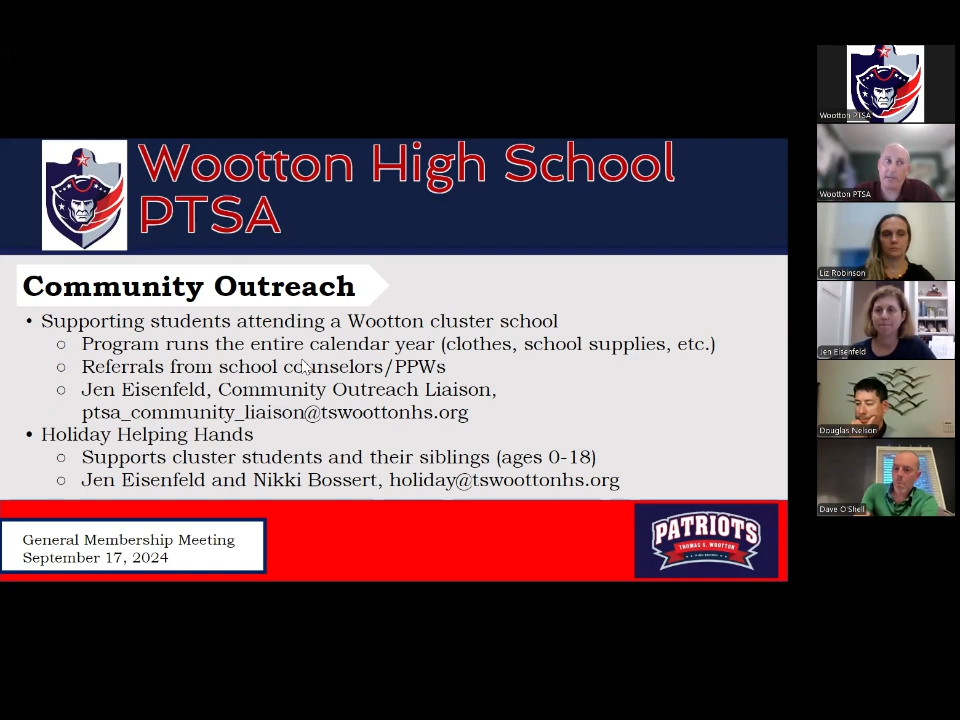 Wootton High School
PTSA
Community Outreach
• Supporting students attending a Wootton cluster school
○ Program runs the entire calendar year (clothes, school supplies, etc.)
○ Referrals from school counselors/PPWs
○ Jen Eisenfeld, Community Outreach Liaison,
ptsa_community_liaison@tswoottonhs.org
• Holiday Helping Hands
○ Supports cluster students and their siblings (ages 0-18)
○ Jen Eisenfeld and Nikki Bossert, holiday@tswoottonhs.org
General Membership Meeting
September 17, 2024
PATRIOTS
THOMAS S. WOOTTON
Wootton PTSA
Wootton PTSA
Liz Robinson
Jen Eisenfeld
Douglas Nelson
Dave O'Shell